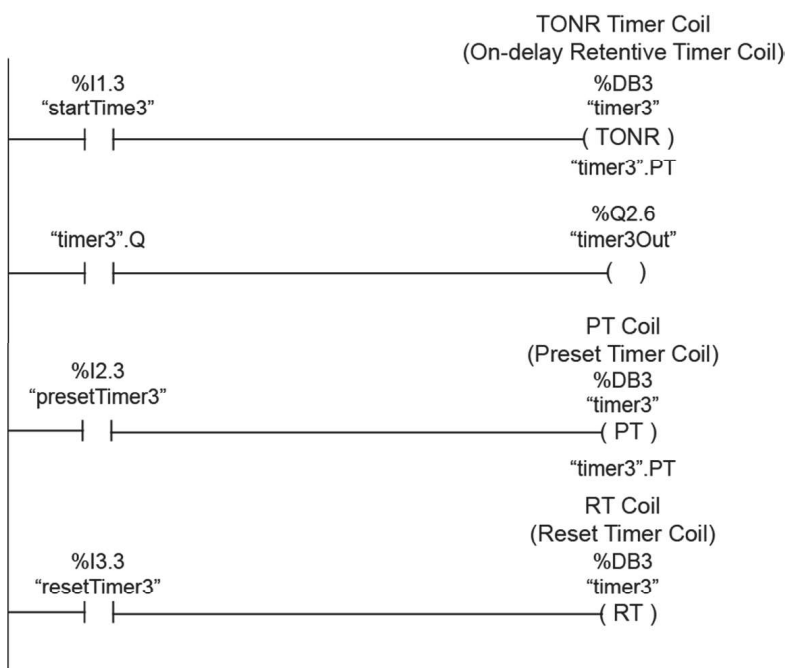 TONR Timer Coil
(On-delay Retentive Timer Coil)
%I1.3
“startTime3”
%DB3
“timer3”
( TONR )
“timer3”.PT
“timer3”.Q
%Q2.6
“timer3Out”
( )
PT Coil
(Preset Timer Coil)
%I2.3
“presetTimer3”
%DB3
“timer3”
( PT )
“timer3”.PT
RT Coil
(Reset Timer Coil)
%I3.3
“resetTimer3”
%DB3
“timer3”
( RT )